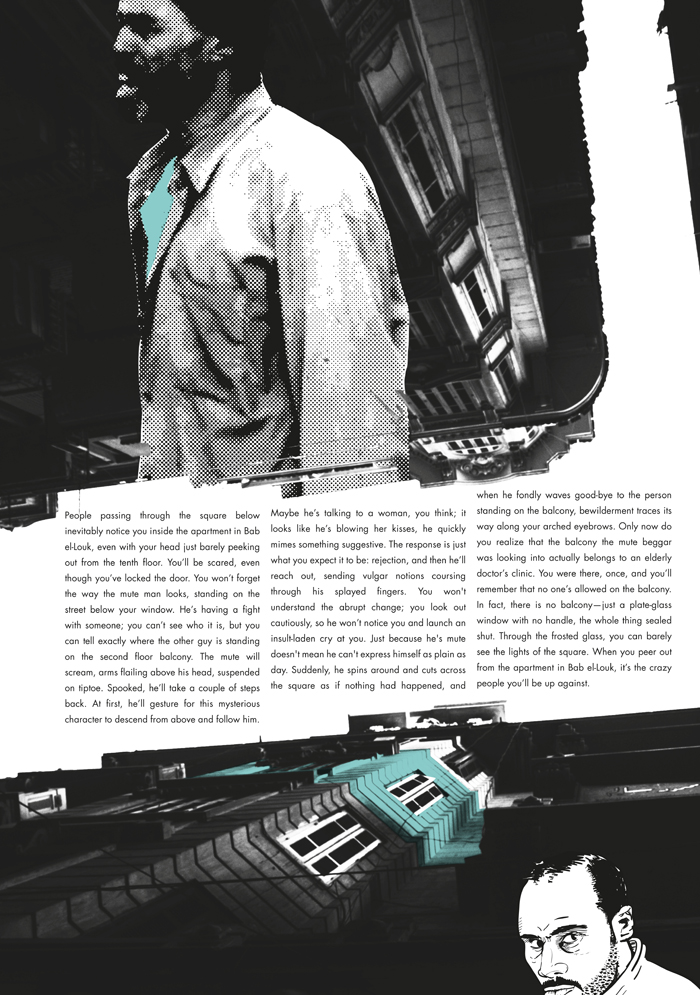 People passing through the square below
inevitably notice you inside the apartment in Bab
el-Louk, even with your head just barely peeking
out from the tenth floor. You'll be scared, even
though you've locked the door. You won't forget
the way the mute man looks, standing on the
street below your window. He's having a fight
with someone; you can't see who it is, but you
can tell exactly where the other guy is standing
on the second floor balcony. The mute will
scream, arms flailing above his head, suspended
on tiptoe. Spooked, he'll take a couple of steps
back. At first, he'll gesture for this mysterious
character to descend from above and follow him.
Maybe he's talking to a woman, you think; it
looks like he's blowing her kisses, he quickly
mimes something suggestive. The response is just
what you expect it to be: rejection, and then he'll
reach out, sending vulgar notions coursing
through his splayed fingers. You won't
understand the abrupt change; you look out
cautiously, so he won't notice you and launch an
insult-laden cry at you. Just because he's mute
doesn't mean he can't express himself as plain as
day. Suddenly, he spins around and cuts across
the square as if nothing had happened, and
when he fondly waves good-bye to the person
standing on the balcony, bewilderment traces its
way along your arched eyebrows. Only now do
you realize that the balcony the mute beggar
was looking into actually belongs to an elderly
doctor's clinic. You were there, once, and you'll
remember that no one's allowed on the balcony.
In fact, there is no balcony—just a plate-glass
window with no handle, the whole thing sealed
shut. Through the frosted glass, you can barely
see the lights of the square. When you peer out
from the apartment in Bab el-Louk, it's the crazy
people you'll be up against.